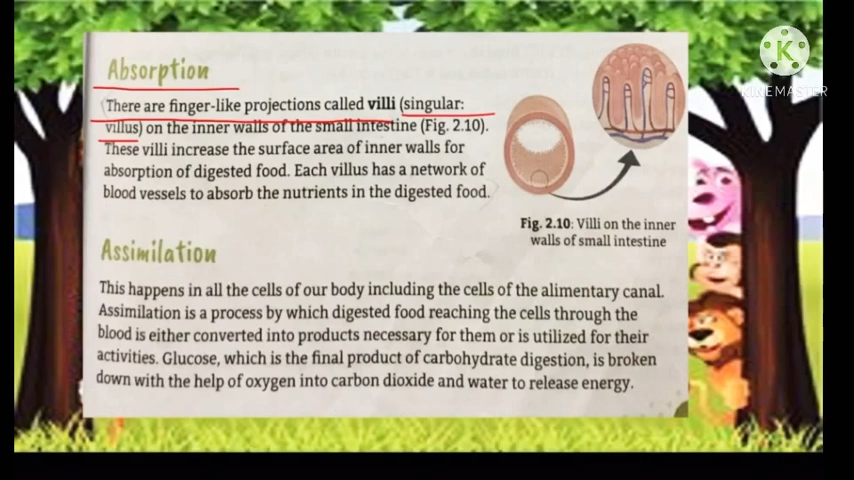 Absorption
There are finger-like projections called villi (singular:
villus) on the inner walls of the small intestine (Fig. 2.10).
These villi increase the surface area of inner walls for
absorption of digested food. Each villus has a network of
blood vessels to absorb the nutrients in the digested food.
Fig. 2.10: Villi on the inner
walls of small intestine
Assimilation
This happens in all the cells of our body including the cells of the alimentary canal.
Assimilation is a process by which digested food reaching the cells through the
blood is either converted into products necessary for them or is utilized for their
activities. Glucose, which is the final product of carbohydrate digestion, is broken
down with the help of oxygen into carbon dioxide and water to release energy.
K
KINEMASTER